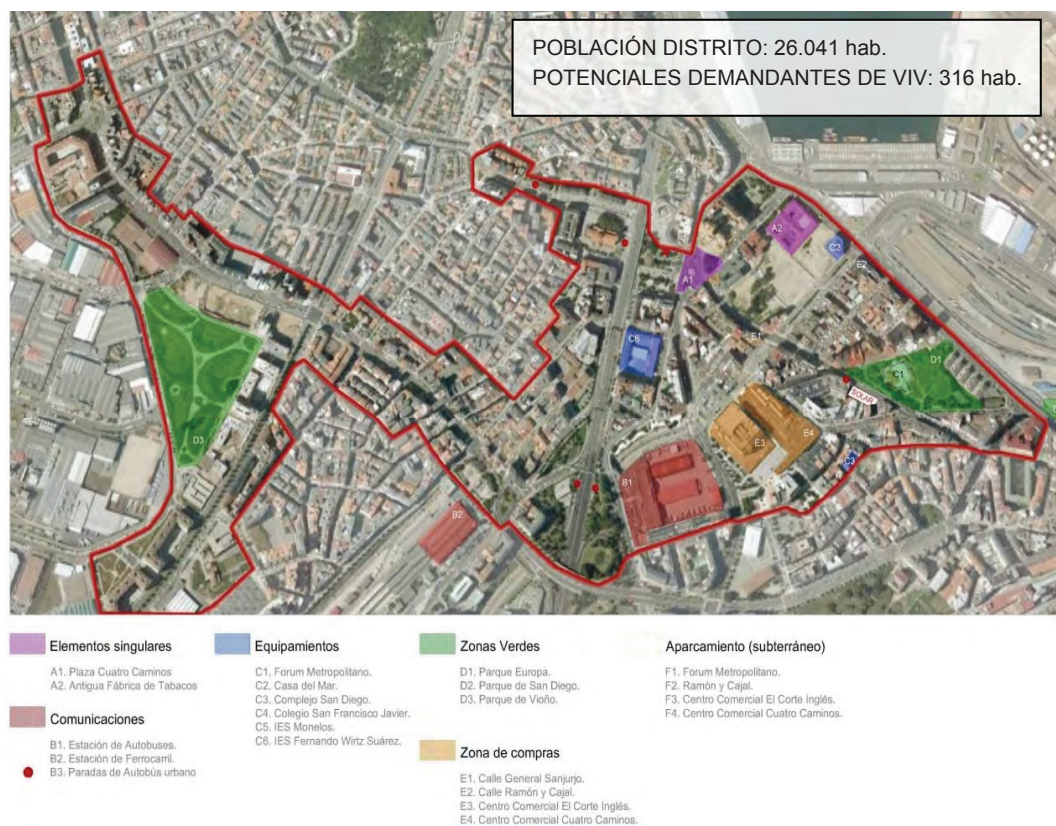 POBLACIÓN DISTRITO: 26.041 hab.
POTENCIALES DEMANDANTES DE VIV: 316 hab.
A2
C2
E2
A1
E1
C6
D1
C1
SOLAR
E3
E4
C3
D3
B1
B2
Elementos singulares
A1. Plaza Cuatro Caminos
A2. Antigua Fábrica de Tabacos
Comunicaciones
B1. Estación de Autobuses.
B2. Estación de Ferrocarril.
B3. Paradas de Autobús urbano
Equipamientos
C1. Forum Metropolitano.
C2. Casa del Mar.
C3. Complejo San Diego.
C4. Colegio San Francisco Javier.
C5. IES Monelos.
C6. IES Fernando Wirtz Suárez.
Zonas Verdes
D1. Parque Europa.
D2. Parque de San Diego.
D3. Parque de Vioño.
Zona de compras
E1. Calle General Sanjurjo.
E2. Calle Ramón y Cajal.
E3. Centro Comercial El Corte Inglés.
E4. Centro Comercial Cuatro Caminos.
Aparcamiento (subterráneo)
F1. Forum Metropolitano.
F2. Ramón y Cajal.
F3. Centro Comercial El Corte Inglés.
F4. Centro Comercial Cuatro Caminos.